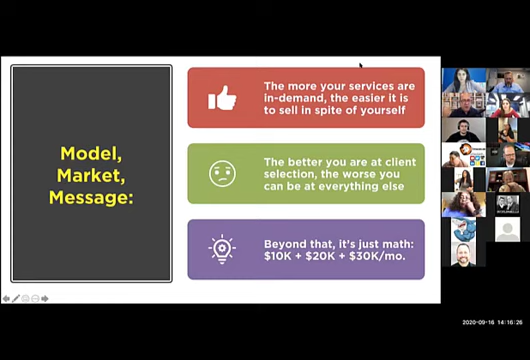 Model,
Market,
Message:
The more your services are
in-demand, the easier it is
to sell in spite of yourself
The better you are at client
selection, the worse you
can be at everything else
Beyond that, it's just math:
$10K + $20K + $30K/mo.
2020-09-16 14:16:26